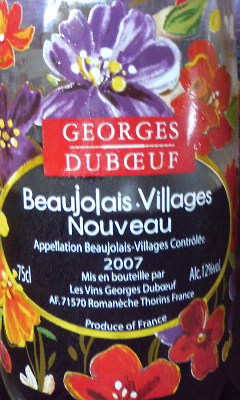 GEORGES
DUBŒUF
Beaujolais-Villages
Nouveau
Appellation Beaujolais-Villages Contrôlée
2007
75cl
Mis en bouteille par
Alc.12%vol.
Les Vins Georges Dubœuf
AF.71570 Romanèche Thorins France
Produce of France